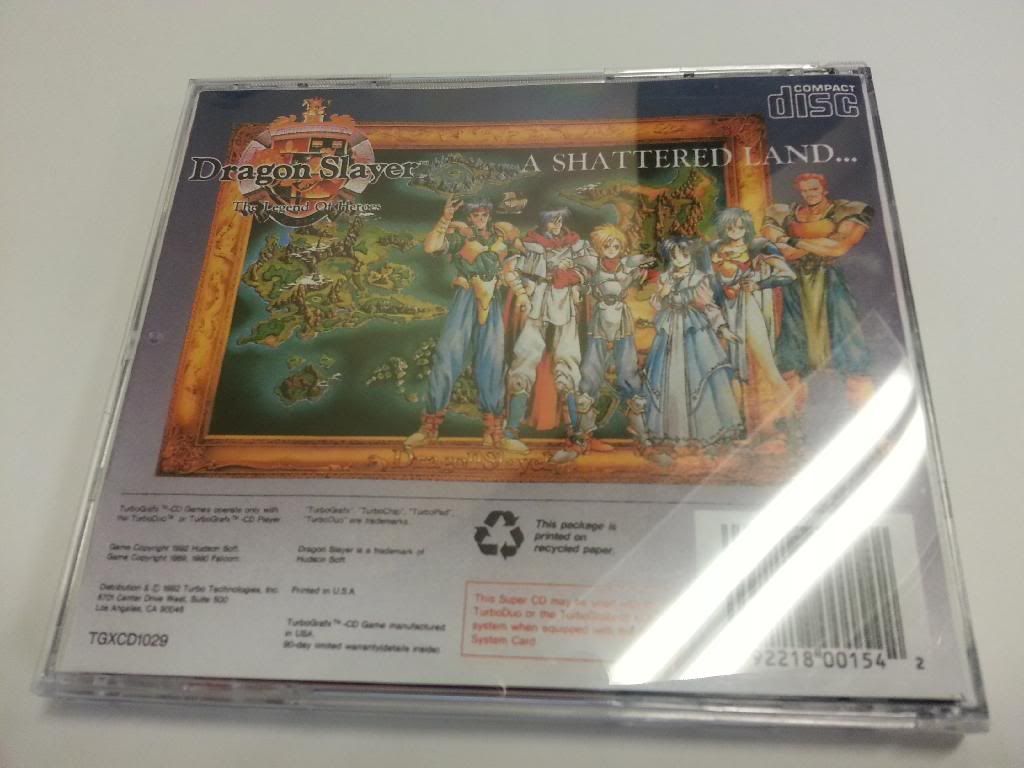 COMPACT
disc
Dragon Slayer
The Legend Of Heroes
A SHATTERED LAND...
Dragon Slayer
TurboGrafx™-CD Games operate only with
the TurboDuo™ or TurboGrafx™-CD Player
"TurboGrafx", "TurboChip", "TurboPad",
"TurboDuo" are trademarks.
Game Copyright 1992 Hudson Soft.
Game Copyright 1989, 1990 Falcom.
Dragon Slayer is a trademark of
Hudson Soft
Distribution & © 1992 Turbo Technologies, Inc.
6701 Center Drive West, Suite 500
Los Angeles, CA 90045
Printed in U.S.A
TurboGrafx™-CD Game manufactured
in USA
90-day limited warranty(details inside)
TGXCD1029
This package is
printed on
recycled paper.
This Super CD may be
TurboDuo or the
system when equipped with
System Card
92218 00154 2